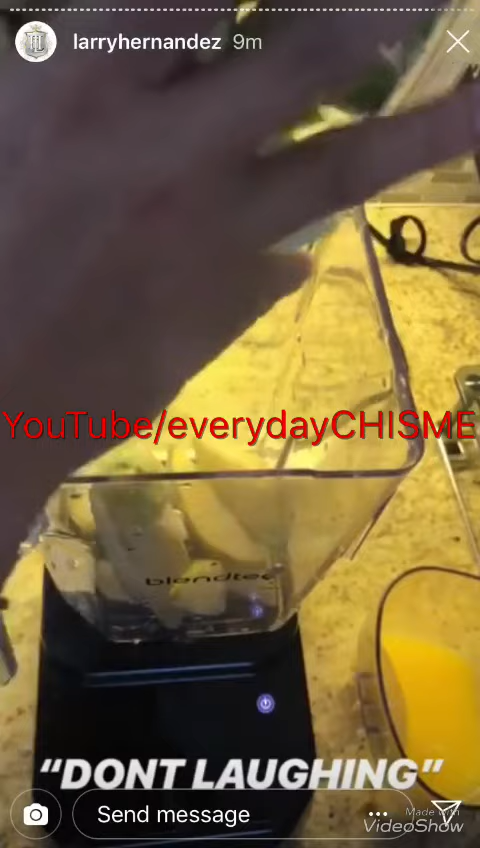 larryhernandez 9m
YouTube/everydayCHISME
blendtec
“DONT LAUGHING”
Send message
Made with
VideoShow